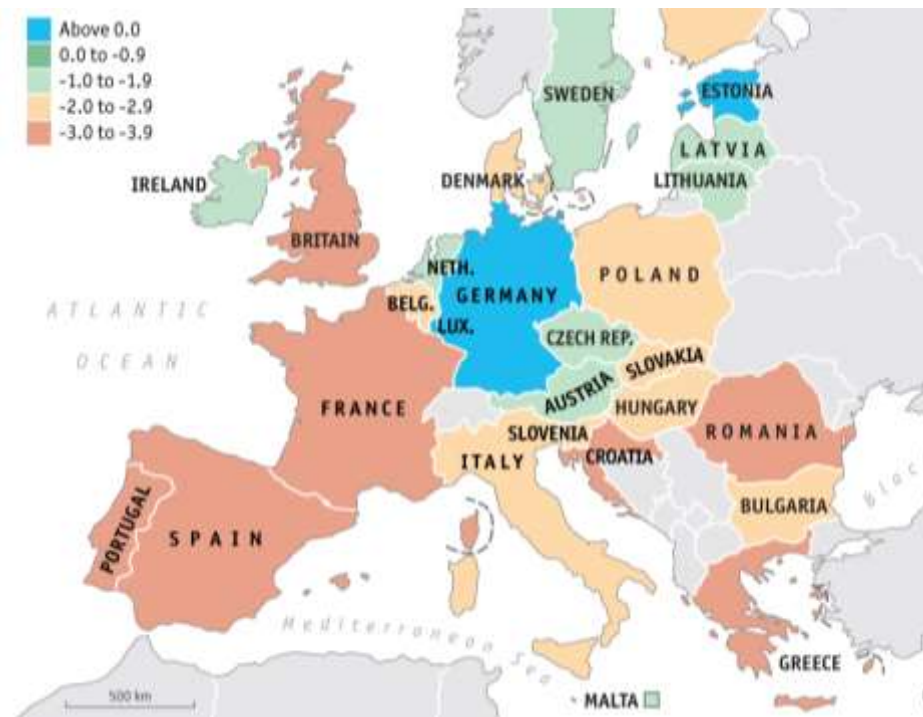 Above 0.0
0.0 to -0.9
-1.0 to -1.9
-2.0 to -2.9
-3.0 to -3.9
SWEDEN
ESTONIA
LATVIA
LITHUANIA
DENMARK
IRELAND
BRITAIN
NETH.
POLAND
GERMANY
BELG.
LUX.
ATLANTIC
OCEAN
CZECH REP.
SLOVAKIA
AUSTRIA
HUNGARY
FRANCE
SLOVENIA
ROMANIA
ITALY
CROATIA
Blac
BULGARIA
PORTUGAL
SPAIN
Mediterranean Sea
GREECE
500 km
MALTA